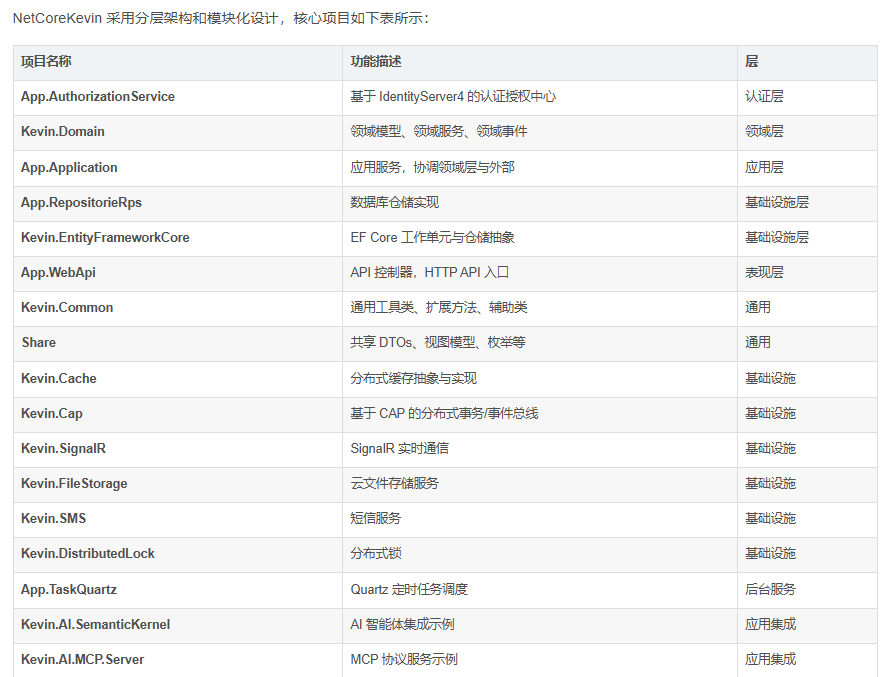 NetCoreKevin 采用分层架构和模块化设计，核心项目如下表所示：
项目名称 功能描述 层
App.AuthorizationService 基于 IdentityServer4 的认证授权中心 认证层
Kevin.Domain 领域模型、领域服务、领域事件 领域层
App.Application 应用服务，协调领域层与外部 应用层
App.RepositorieRps 数据库仓储实现 基础设施层
Kevin.EntityFrameworkCore EF Core 工作单元与仓储抽象 基础设施层
App.WebApi API 控制器，HTTP API 入口 表现层
Kevin.Common 通用工具类、扩展方法、辅助类 通用
Share 共享 DTOs、视图模型、枚举等 通用
Kevin.Cache 分布式缓存抽象与实现 基础设施
Kevin.Cap 基于 CAP 的分布式事务/事件总线 基础设施
Kevin.SignalR SignalR 实时通信 基础设施
Kevin.FileStorage 云文件存储服务 基础设施
Kevin.SMS 短信服务 基础设施
Kevin.DistributedLock 分布式锁 基础设施
App.TaskQuartz Quartz 定时任务调度 后台服务
Kevin.AI.SemanticKernel AI 智能体集成示例 应用集成
Kevin.AI.MCP.Server MCP 协议服务示例 应用集成